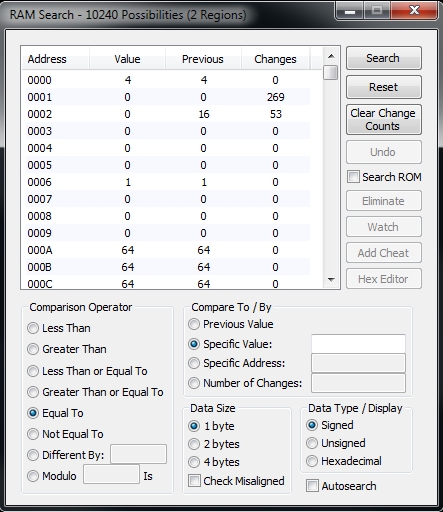 RAM Search - 10240 Possibilities (2 Regions)
Address Value Previous Changes
0000 4 4 0
0001 0 0 269
0002 0 16 53
0003 0 0 0
0004 0 0 0
0005 0 0 0
0006 1 1 0
0007 0 0 0
0008 0 0 0
0009 0 0 0
000A 64 64 0
000B 64 64 0
000C 64 64 0
Search
Reset
Clear Change
Counts
Undo
Search ROM
Eliminate
Watch
Add Cheat
Hex Editor
Comparison Operator
Less Than
Greater Than
Less Than or Equal To
Greater Than or Equal To
Equal To
Not Equal To
Different By:
Modulo Is
Compare To / By
Previous Value
Specific Value:
Specific Address:
Number of Changes:
Data Size
1 byte
2 bytes
4 bytes
Check Misaligned
Data Type / Display
Signed
Unsigned
Hexadecimal
Autosearch